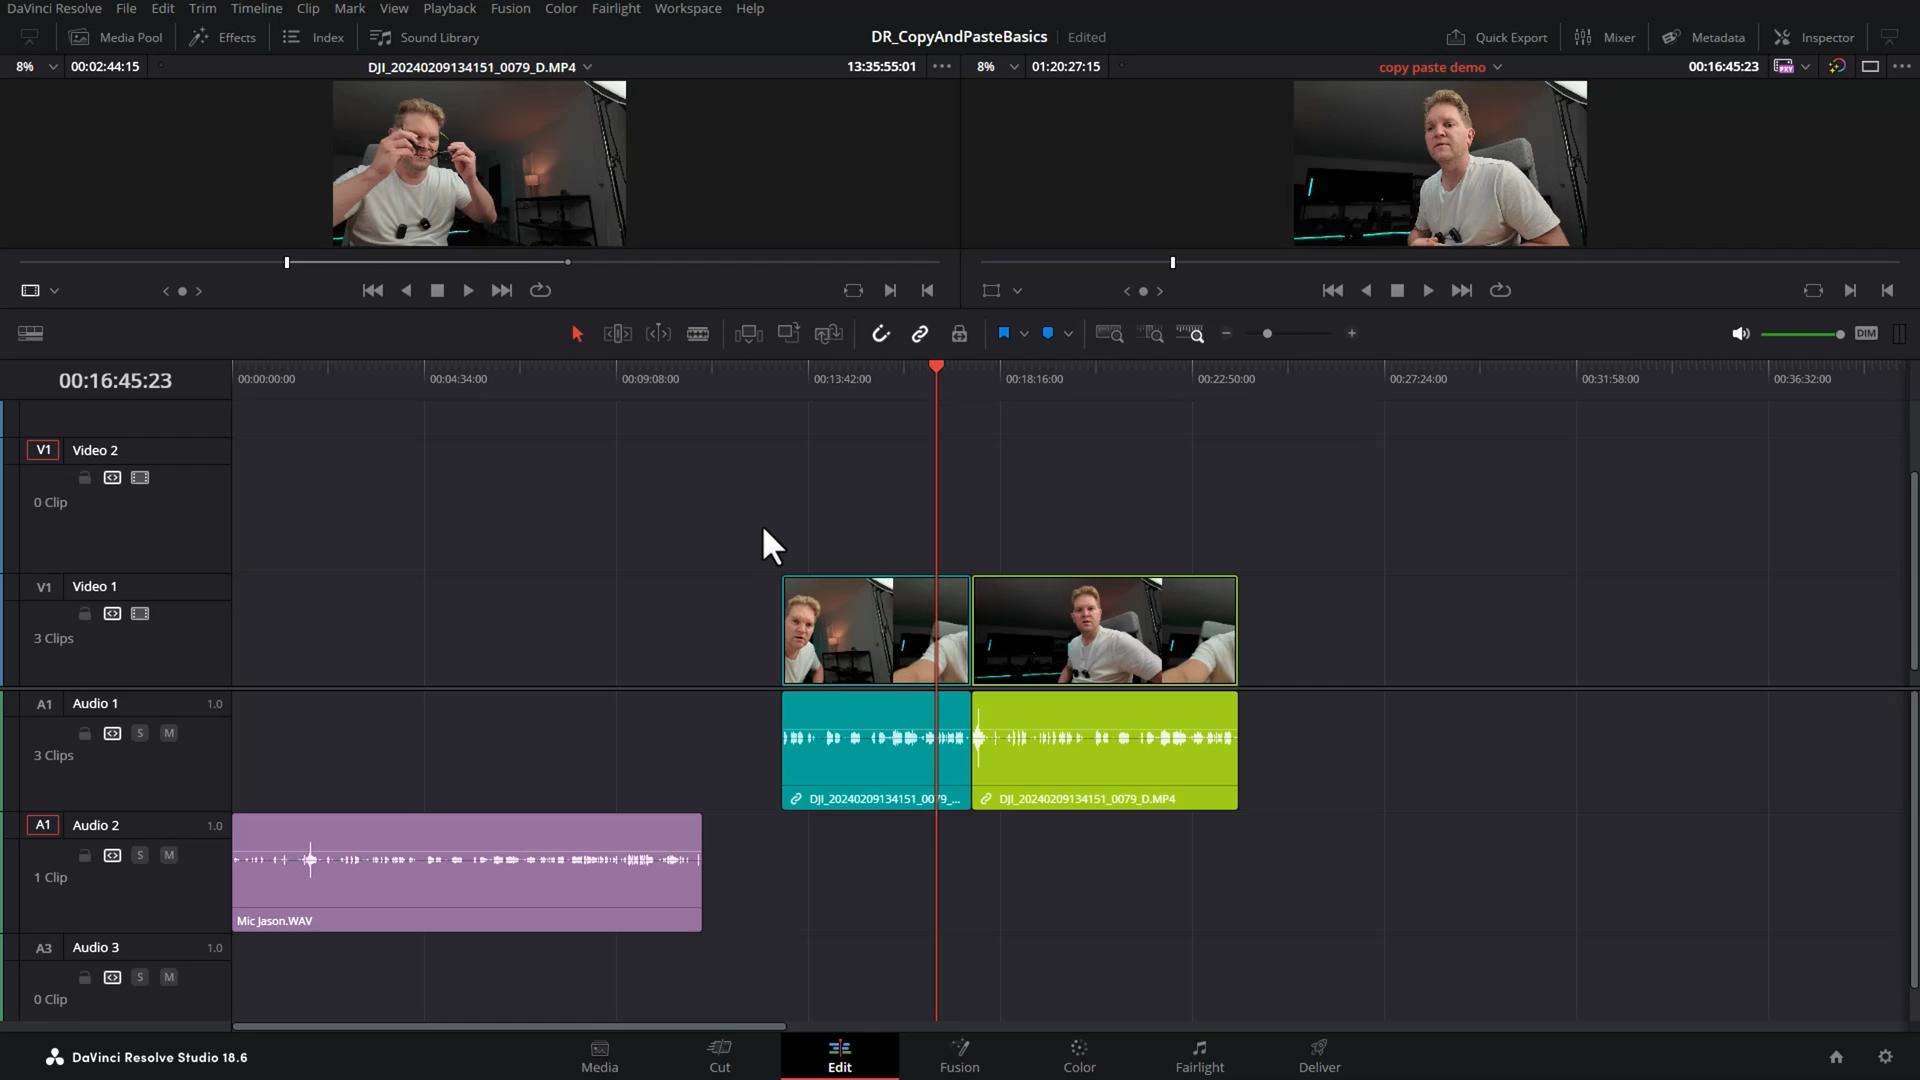 DaVinci Resolve File Edit Trim Timeline Clip Mark View Playback Fusion Color Fairlight Workspace Help
Media Pool Effects Index Sound Library DR_CopyAndPasteBasics Edited Quick Export Mixer Metadata Inspector
8% 00:02:44:15 DJI_20240209134151_0079_D.MP4 13:35:55:01 8% 01:20:27:15 copy paste demo 00:16:45:23 PXY
DIM
00:16:45:23 00:00:00:00 00:04:34:00 00:09:08:00 00:13:42:00 00:18:16:00 00:22:50:00 00:27:24:00 00:31:58:00 00:36:32:00
V1 Video 2
0 Clip
V1 Video 1
3 Clips
A1 Audio 1 1.0
S M
3 Clips
DJI_20240209134151_0079_... DJI_20240209134151_0079_D.MP4
A1 Audio 2 1.0
S M
1 Clip
Mic Jason.WAV
A3 Audio 3 1.0
S M
0 Clip
DaVinci Resolve Studio 18.6 Media Cut Edit Fusion Color Fairlight Deliver